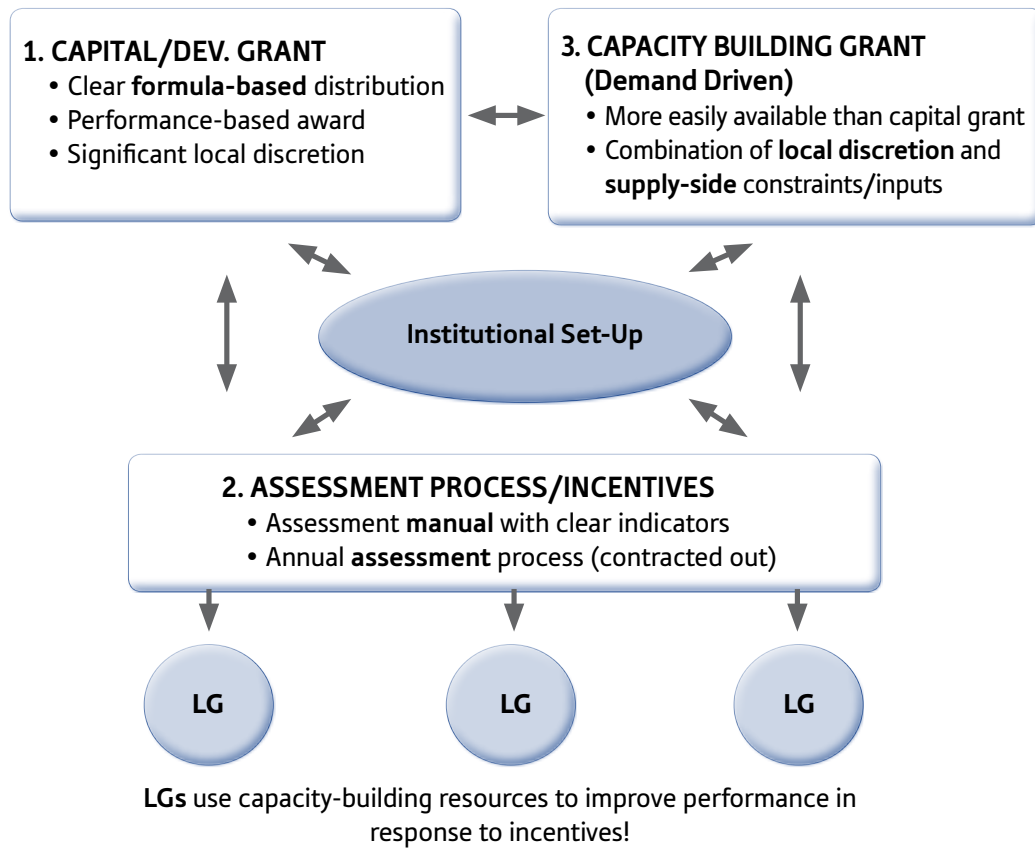 1. CAPITAL/DEV. GRANT
• Clear formula-based distribution
• Performance-based award
• Significant local discretion
3. CAPACITY BUILDING GRANT
(Demand Driven)
• More easily available than capital grant
• Combination of local discretion and
supply-side constraints/inputs
Institutional Set-Up
2. ASSESSMENT PROCESS/INCENTIVES
• Assessment manual with clear indicators
• Annual assessment process (contracted out)
LG
LG
LG
LGs use capacity-building resources to improve performance in
response to incentives!